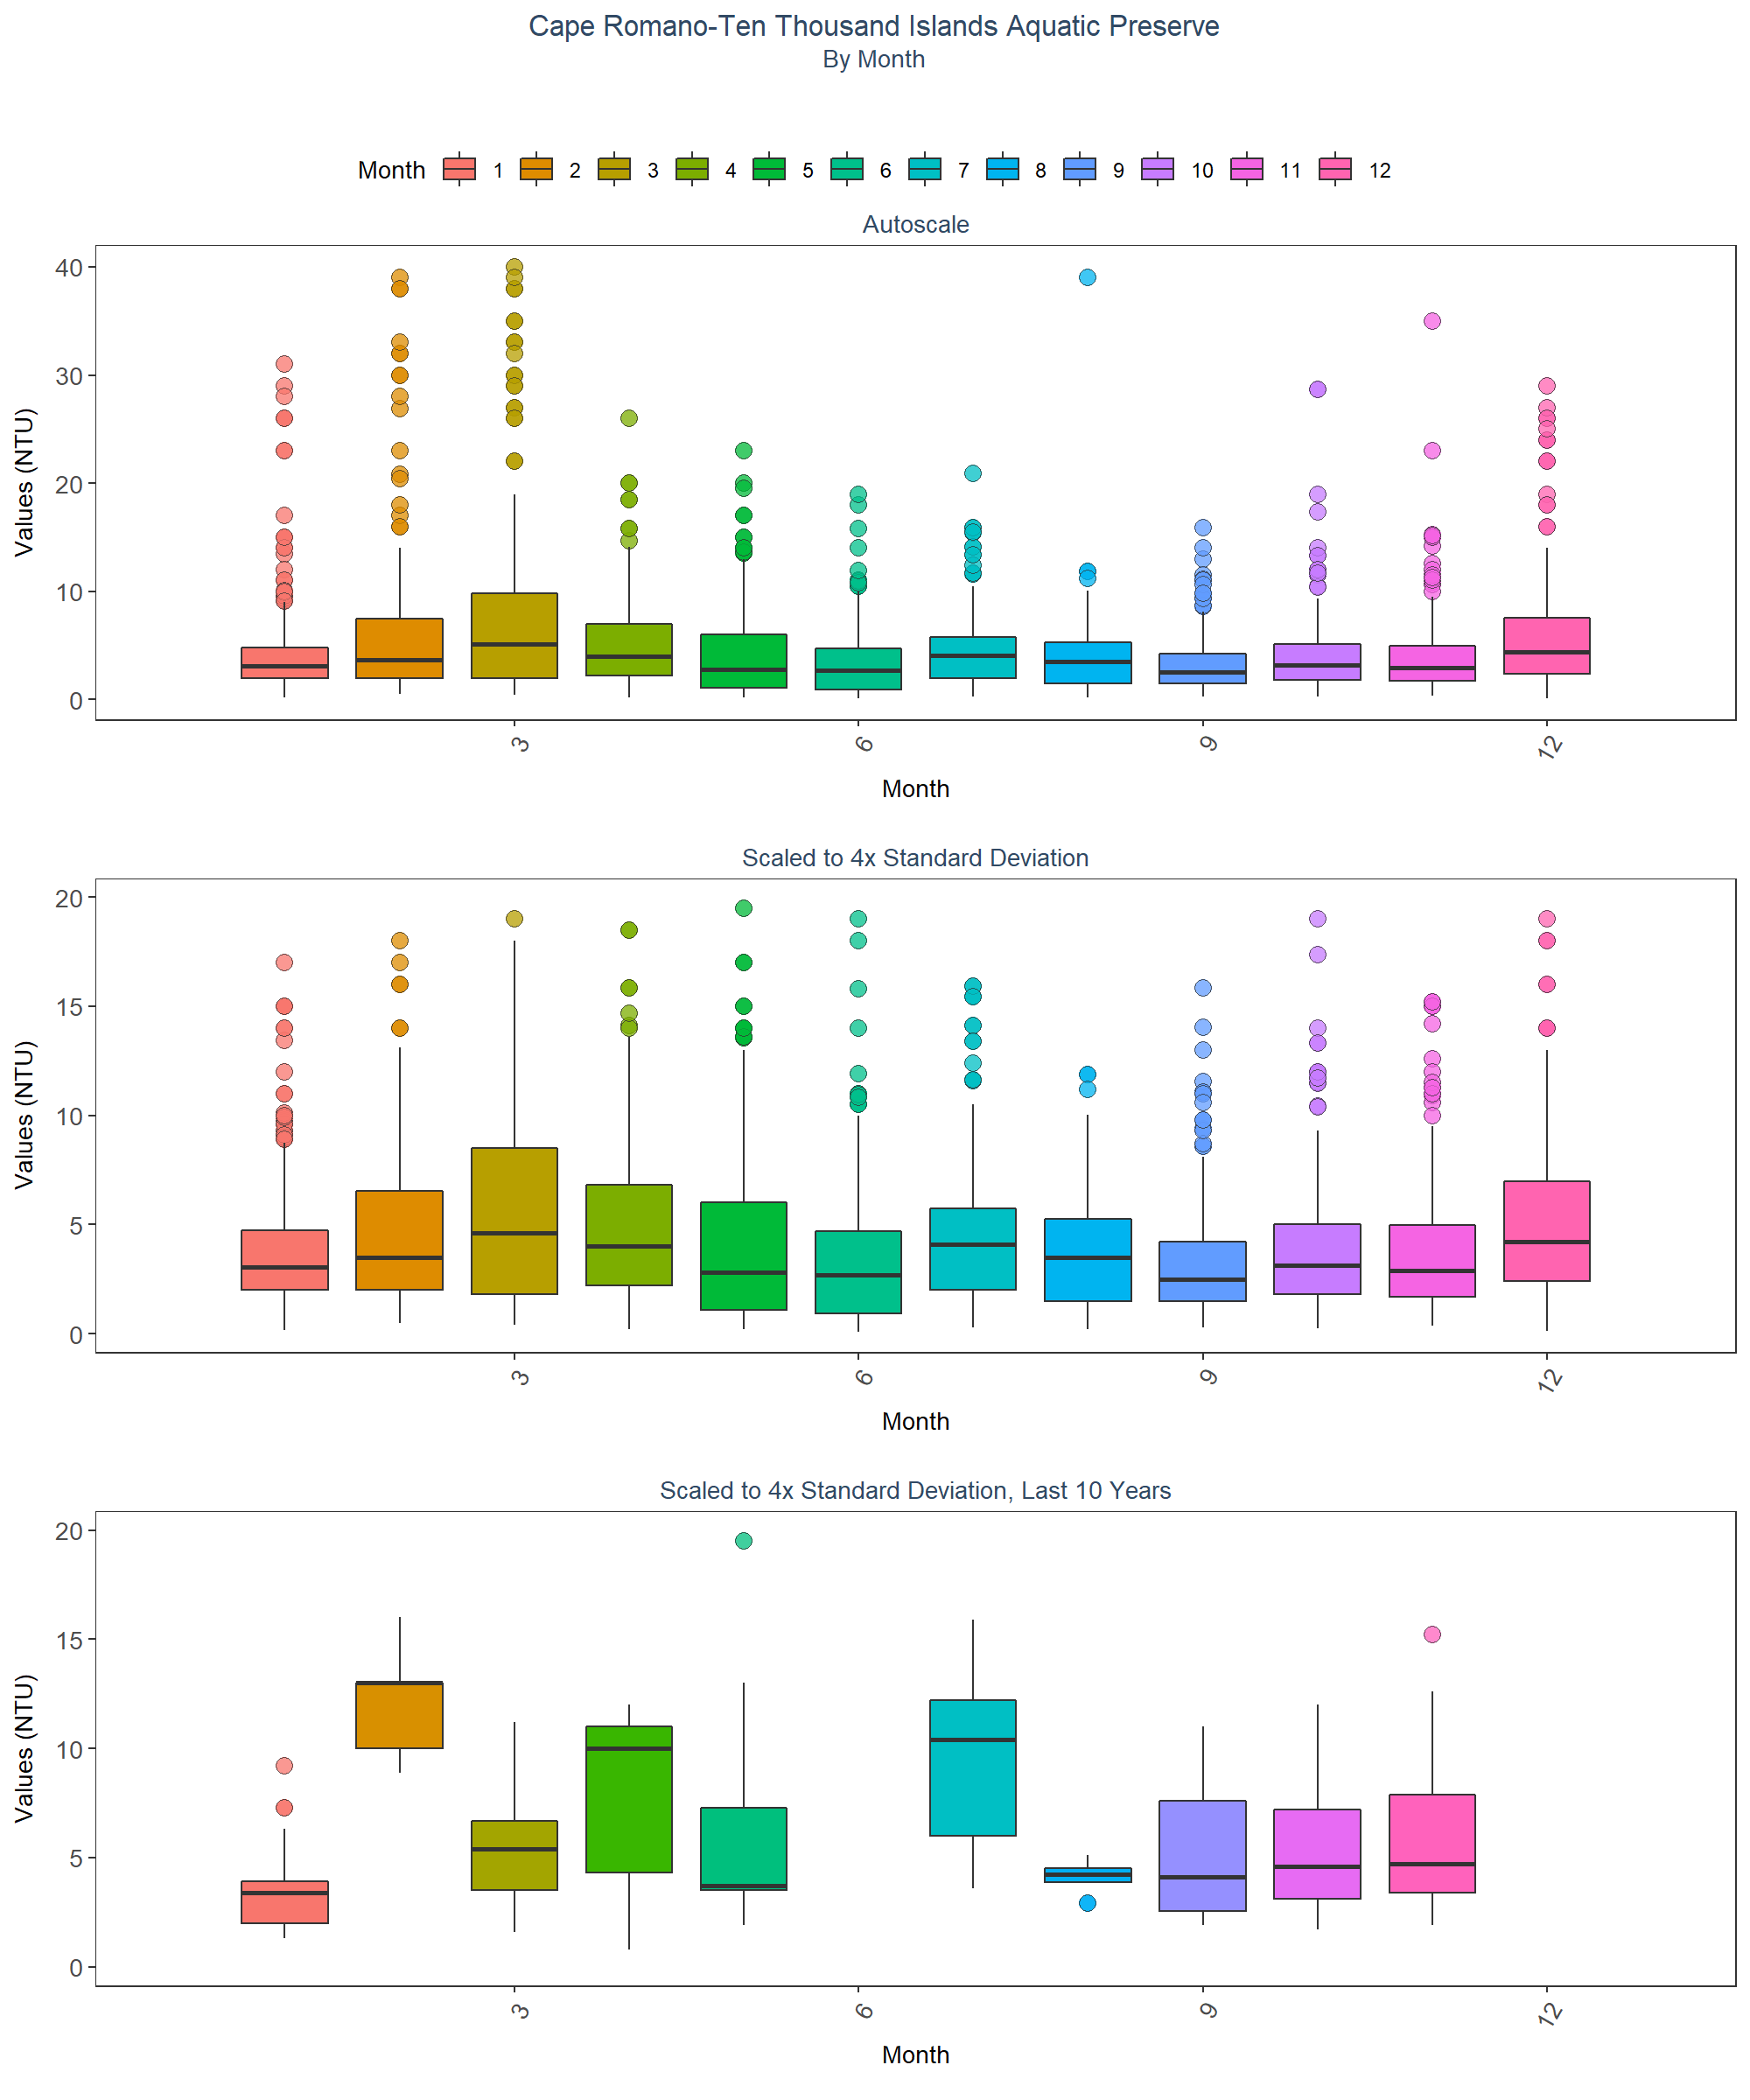 Cape Romano-Ten Thousand Islands Aquatic Preserve
By Month
Month 1 2 3 4 5 6 7 8 9 10 11 12
Autoscale
Values (NTU)
40
30
20
10
0
3 6 9 12
Month
Scaled to 4x Standard Deviation
Values (NTU)
20
15
10
5
0
3 6 9 12
Month
Scaled to 4x Standard Deviation, Last 10 Years
Values (NTU)
20
15
10
5
0
3 6 9 12
Month